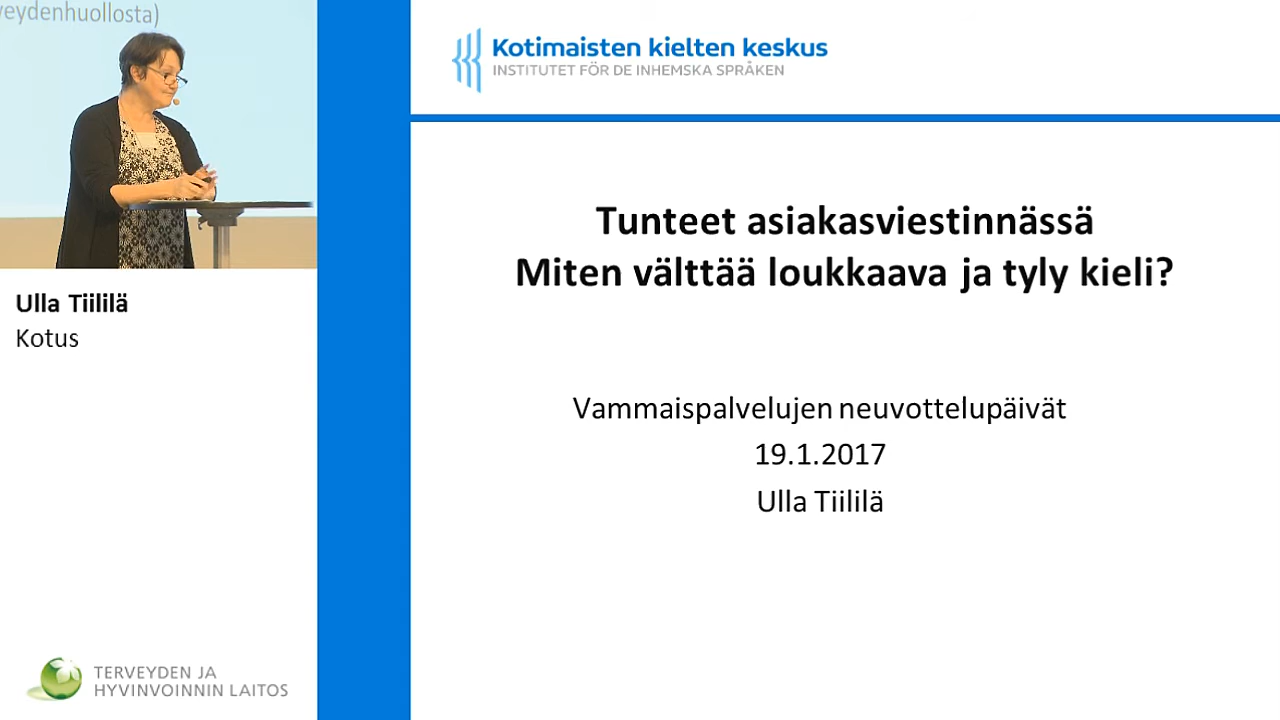 veydenhuollosta)
Ulla Tiililä
Kotus
TERVEYDEN JA
HYVINVOINNIN LAITOS
Kotimaisten kielten keskus
INSTITUTET FÖR DE INHEMSKA SPRÅKEN
Tunteet asiakasviestinnässä
Miten välttää loukkaava ja tyly kieli?
Vammaispalvelujen neuvottelupäivät
19.1.2017
Ulla Tiililä